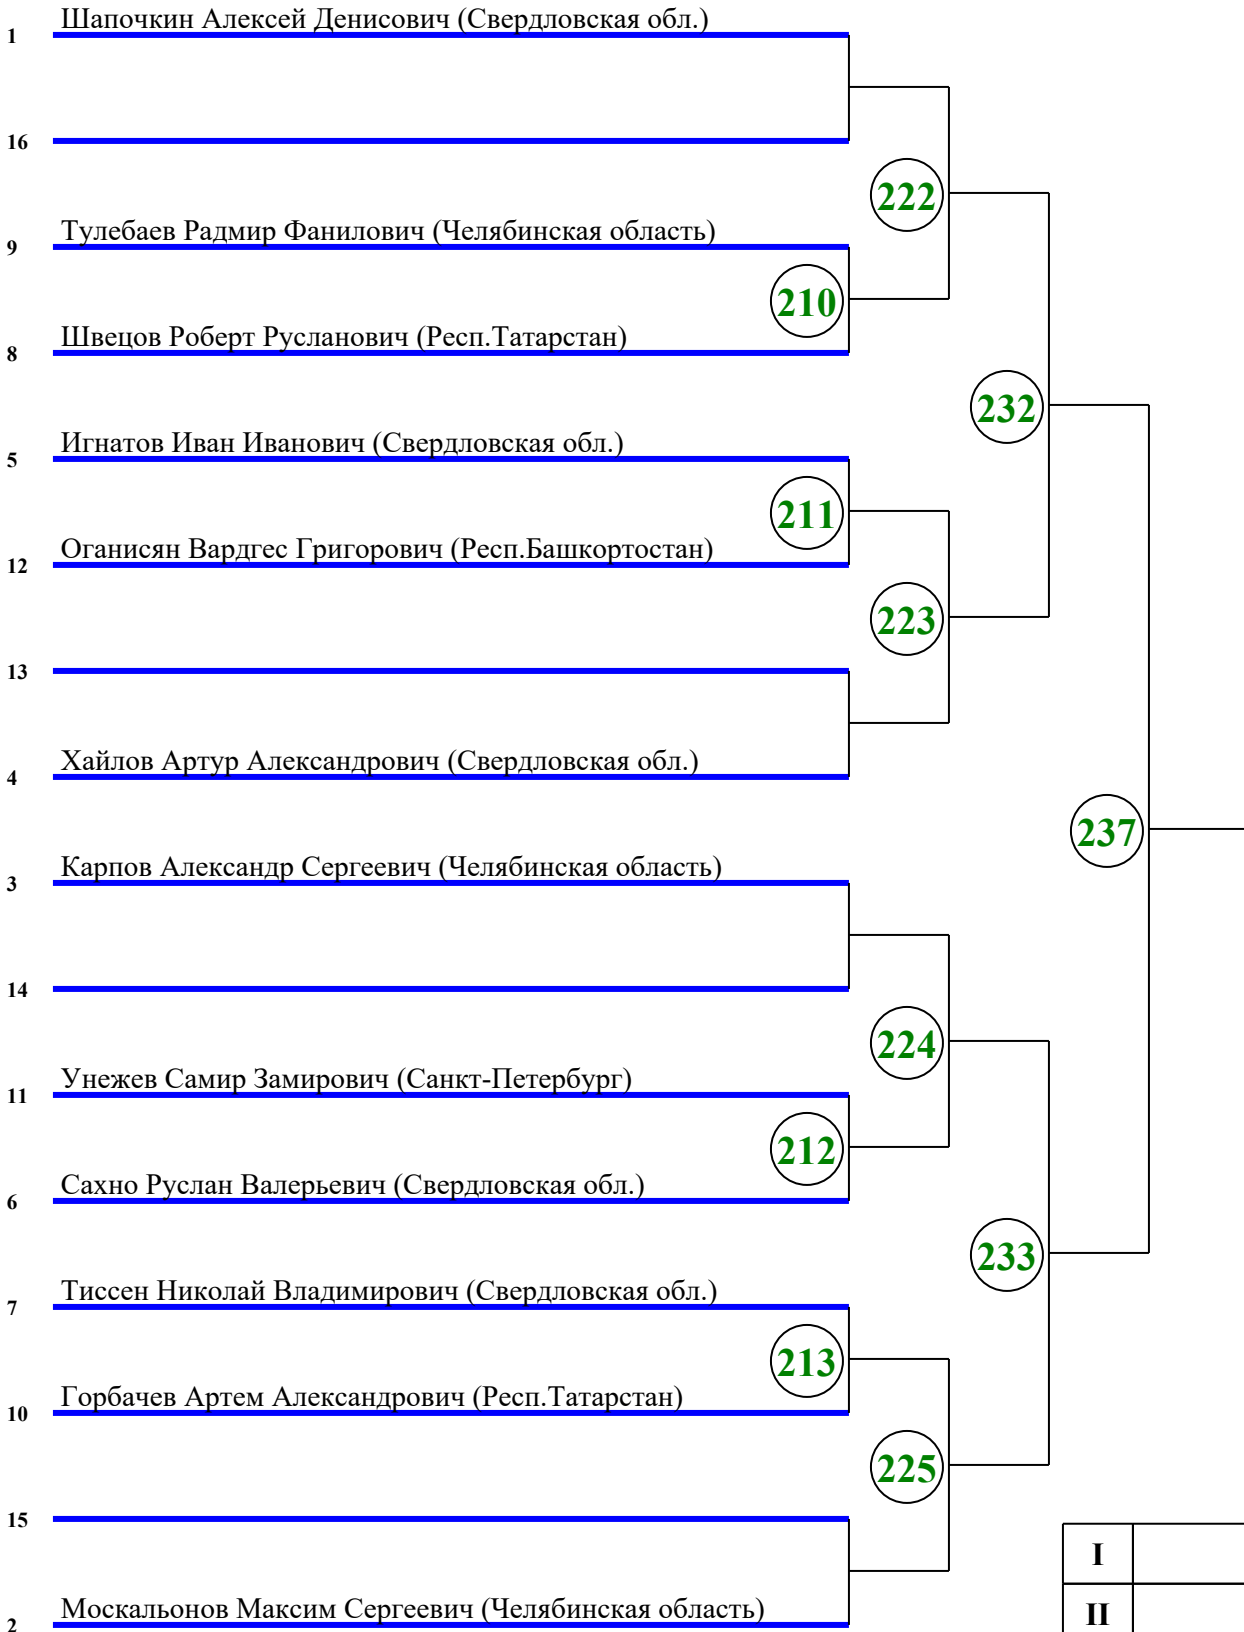 1 Шапочкин Алексей Денисович (Свердловская обл.)
16
222
9 Тулебаев Радмир Фанилович (Челябинская область)
210
8 Швецов Роберт Русланович (Респ.Татарстан)
232
5 Игнатов Иван Иванович (Свердловская обл.)
211
12 Оганисян Вардгес Григорович (Респ.Башкортостан)
223
13
4 Хайлов Артур Александрович (Свердловская обл.)
237
3 Карпов Александр Сергеевич (Челябинская область)
14
224
11 Унежев Самир Замирович (Санкт-Петербург)
212
6 Сахно Руслан Валерьевич (Свердловская обл.)
233
7 Тиссен Николай Владимирович (Свердловская обл.)
213
10 Горбачев Артем Александрович (Респ.Татарстан)
225
15
I
2 Москальонов Максим Сергеевич (Челябинская область)
II